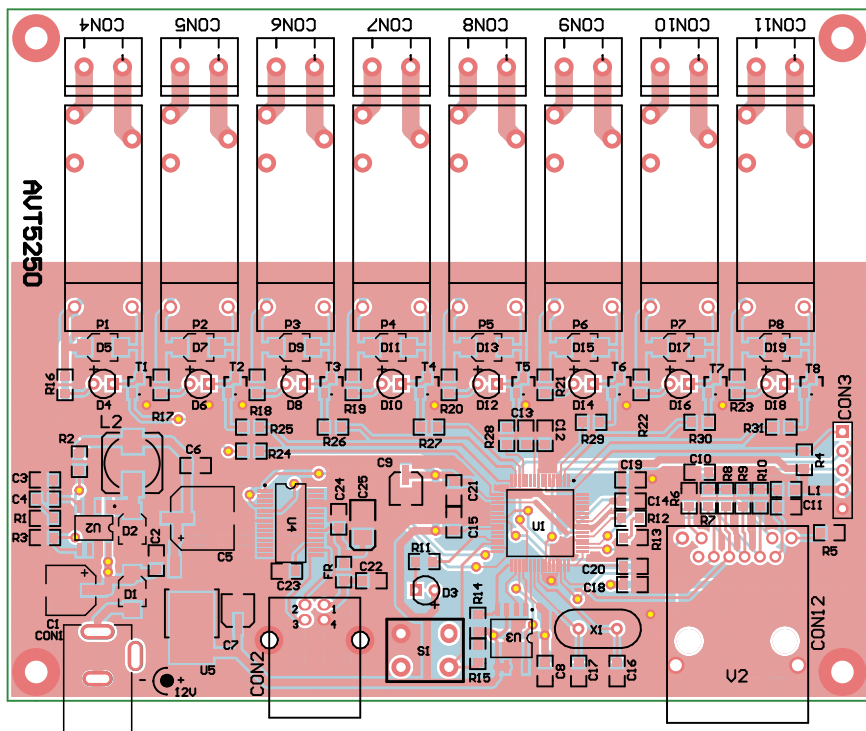 CON4 CON5 CON6 CON7 CON8 CON9 CON10 CON11
AVT5250
P1 P2 P3 P4 P5 P6 P7 P8
D5 D7 D9 D11 D13 D15 D17 D19
T1 T2 T3 T4 T5 T6 T7 T8
R16 R18 R19 R20 R21 R22 R23
D4 D6 D8 D10 D12 D14 D16 D18
CON3
R17 R25 R26 R27 R28 C13 C12 R29 R30 R31
L2
R2 C6 R24 C9 R4
C3 C24 C25 C21 C19 C10
C4 R6 R8 R9 R10 L1
R1 U2 D2 U4 C15 U1 C14 R12 R7 C11
R3 C2 C5 R13 R5
FR R11
C23 C22 C20
C18
C1 D1 D3
CON1 C7 2 1 R14
3 4 U3 X1 CON12
U5 CON2 S1
- + R15 C8 C17 C16 V2
12V